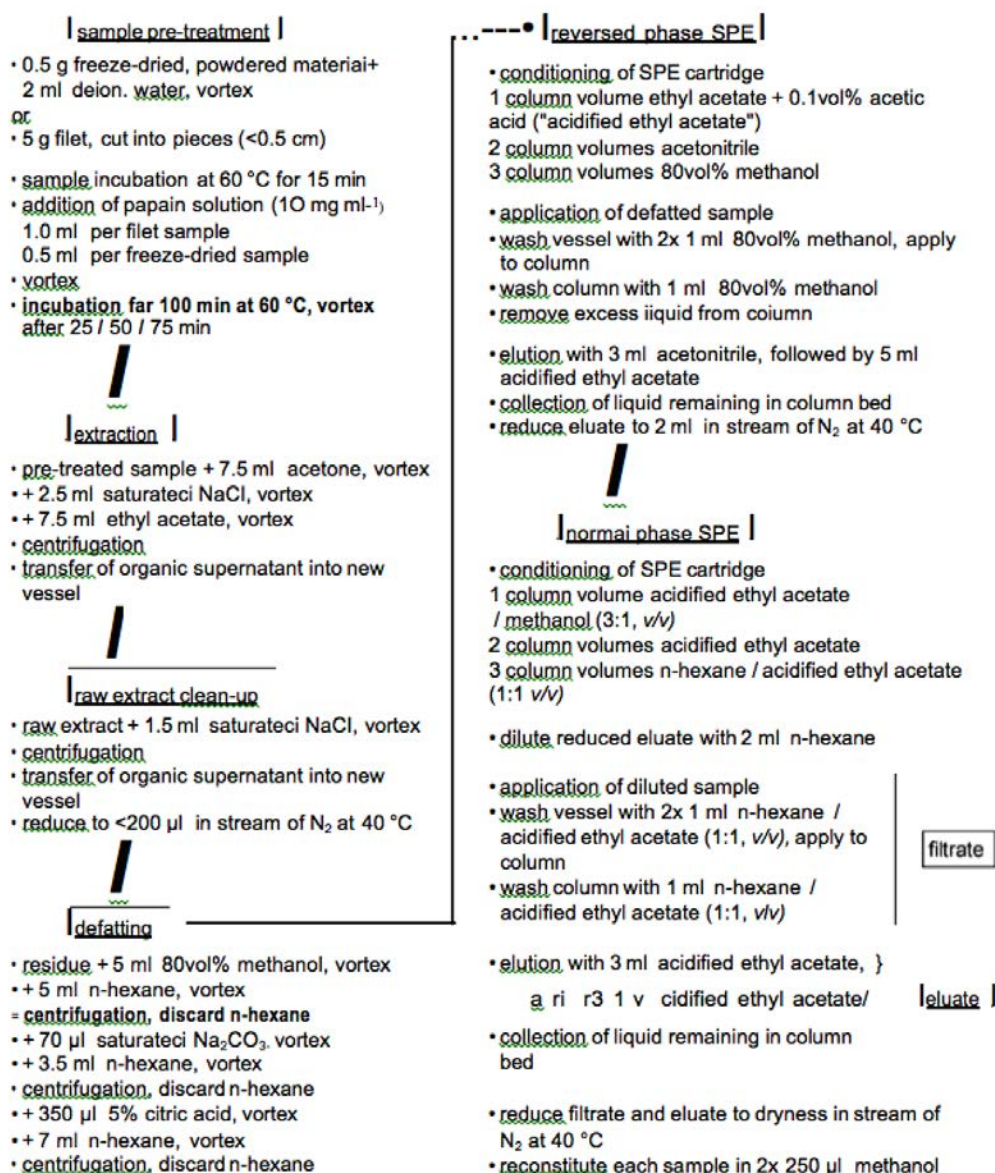 sample pre-treatment
• 0.5 g freeze-dried, powdered materiai+
2 ml deion. water, vortex
or
• 5 g filet, cut into pieces (<0.5 cm)
• sample incubation at 60 °C for 15 min
• addition of papain solution (1O mg ml-¹)
1.0 ml per filet sample
0.5 ml per freeze-dried sample
• vortex
• incubation far 100 min at 60 °C, vortex
after 25 / 50 / 75 min
extraction
• pre-treated sample + 7.5 ml acetone, vortex
• + 2.5 ml saturateci NaCI, vortex
• + 7.5 ml ethyl acetate, vortex
• centrifugation
• transfer of organic supernatant into new
vessel
raw extract clean-up
• raw extract + 1.5 ml saturateci NaCI, vortex
• centrifugation
• transfer of organic supernatant into new
vessel
• reduce to <200 µl in stream of N₂ at 40 °C
defatting
• residue + 5 ml 80vol% methanol, vortex
• + 5 ml n-hexane, vortex
= centrifugation, discard n-hexane
• + 70 µl saturateci Na₂CO₃. vortex
• + 3.5 ml n-hexane, vortex
• centrifugation, discard n-hexane
• + 350 µl 5% citric acid, vortex
• + 7 ml n-hexane, vortex
• centrifugation, discard n-hexane
...---• reversed phase SPE
• conditioning of SPE cartridge
1 column volume ethyl acetate + 0.1vol% acetic
acid ("acidified ethyl acetate")
2 column volumes acetonitrile
3 column volumes 80vol% methanol
• application of defatted sample
• wash vessel with 2x 1 ml 80vol% methanol, apply
to column
• wash column with 1 ml 80vol% methanol
• remove excess iiquid from coiumn
• elution with 3 ml acetonitrile, followed by 5 ml
acidified ethyl acetate
• collection of liquid remaining in column bed
• reduce eluate to 2 ml in stream of N₂ at 40 °C
normai phase SPE
• conditioning of SPE cartridge
1 column volume acidified ethyl acetate
/ methanol (3:1, v/v)
2 column volumes acidified ethyl acetate
3 column volumes n-hexane / acidified ethyl acetate
(1:1 v/v)
• dilute reduced eluate with 2 ml n-hexane
• application of diluted sample
• wash vessel with 2x 1 ml n-hexane /
acidified ethyl acetate (1:1, v/v), apply to
column
• wash column with 1 ml n-hexane /
acidified ethyl acetate (1:1, vlv)
filtrate
• elution with 3 ml acidified ethyl acetate, }
a ri r3 1 v cidified ethyl acetate/
eluate
• collection of liquid remaining in column
bed
• reduce filtrate and eluate to dryness in stream of
N₂ at 40 °C
• reconstitute each sample in 2x 250 µl methanol